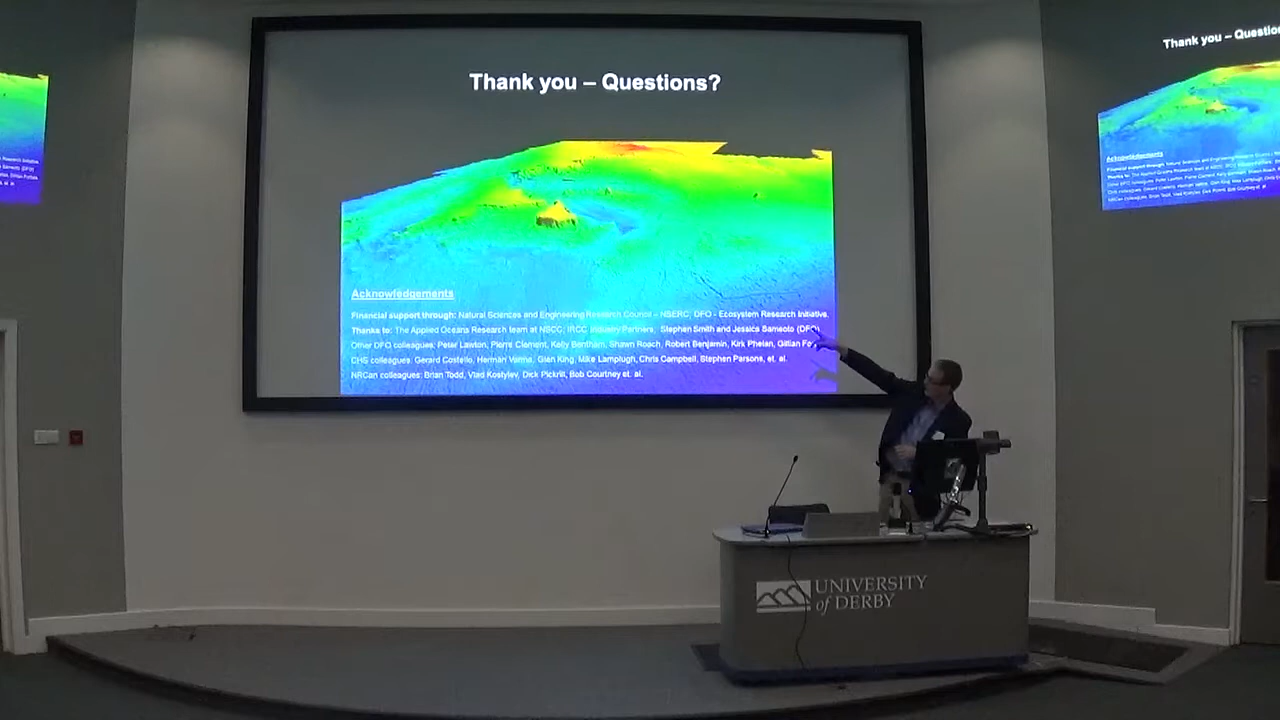 Thank you – Questions?
Acknowledgements
Financial support through: Natural Sciences and Engineering Research Council – NSERC, DFO - Ecosystem Research Initiative,
Thanks to: The Applied Oceans Research team at NSCC, IRCC Industry Partners, Stephen Smith and Jessica Sameoto (DFO)
Other DFO colleagues: Peter Lawton, Pierre Clement, Kelly Bentham, Shawn Roach, Robert Benjamin, Kirk Phelan, Gillian
CHS colleagues: Gerard Costello, Herman Varma, Glen King, Mike Lamplugh, Chris Campbell, Stephen Parsons, et. al.
NRCan colleagues: Brian Todd, Vlad Kostylev, Dick Pickrill, Bob Courtney et. al.
Thank you – Question
Acknowledgements
UNIVERSITY
of DERBY